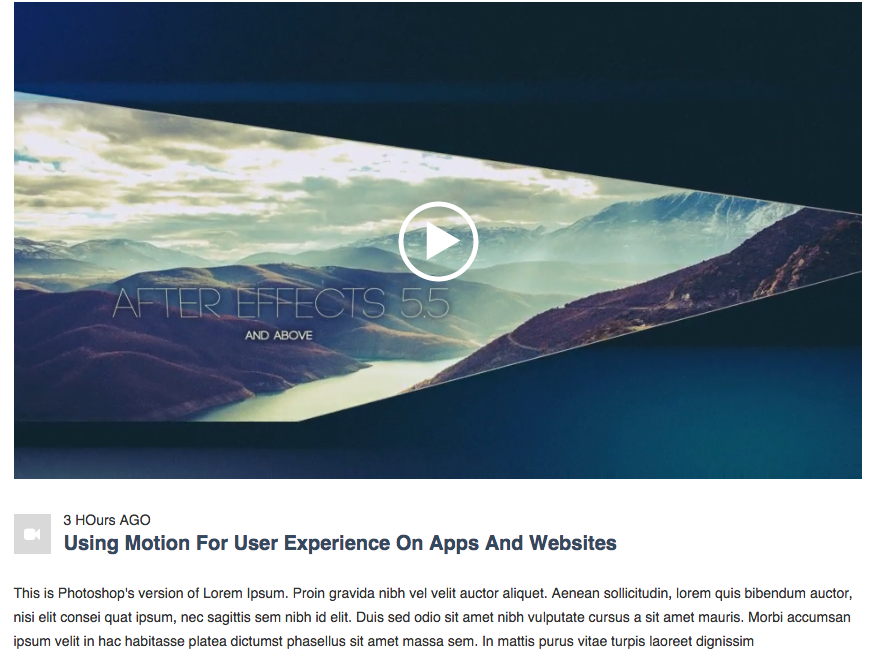 AFTER EFFECTS 5.5
AND ABOVE
3 HOurs AGO
Using Motion For User Experience On Apps And Websites
This is Photoshop's version of Lorem Ipsum. Proin gravida nibh vel velit auctor aliquet. Aenean sollicitudin, lorem quis bibendum auctor,
nisi elit consei quat ipsum, nec sagittis sem nibh id elit. Duis sed odio sit amet nibh vulputate cursus a sit amet mauris. Morbi accumsan
ipsum velit in hac habitasse platea dictumst phasellus sit amet massa sem. In mattis purus vitae turpis laoreet dignissim